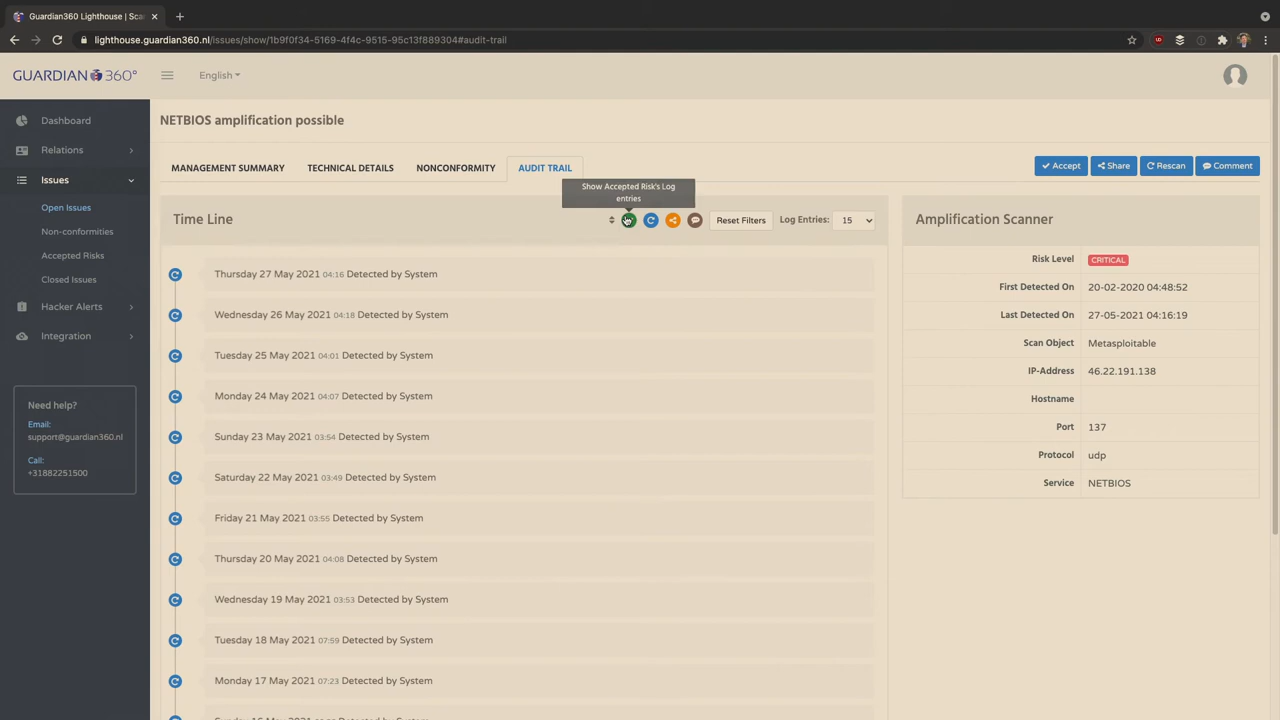 Guardian360 Lighthouse | Sca
lighthouse.guardian360.nl/issues/show/1b9f0f34-5169-4f4c-9515-95c13f889304#audit-trail
GUARDIAN 360°
English
Dashboard
Relations
Issues
Open Issues
Non-conformities
Accepted Risks
Closed Issues
Hacker Alerts
Integration
Need help?
Email:
support@guardian360.nl
Call:
+31882251500
NETBIOS amplification possible
MANAGEMENT SUMMARY TECHNICAL DETAILS NONCONFORMITY AUDIT TRAIL
Accept Share Rescan Comment
Show Accepted Risk's Log
entries
Time Line
Reset Filters Log Entries: 15
Thursday 27 May 2021 04:16 Detected by System
Wednesday 26 May 2021 04:18 Detected by System
Tuesday 25 May 2021 04:01 Detected by System
Monday 24 May 2021 04:07 Detected by System
Sunday 23 May 2021 03:54 Detected by System
Saturday 22 May 2021 03:49 Detected by System
Friday 21 May 2021 03:55 Detected by System
Thursday 20 May 2021 04:08 Detected by System
Wednesday 19 May 2021 03:53 Detected by System
Tuesday 18 May 2021 07:59 Detected by System
Monday 17 May 2021 07:23 Detected by System
Amplification Scanner
Risk Level CRITICAL
First Detected On 20-02-2020 04:48:52
Last Detected On 27-05-2021 04:16:19
Scan Object Metasploitable
IP-Address 46.22.191.138
Hostname
Port 137
Protocol udp
Service NETBIOS